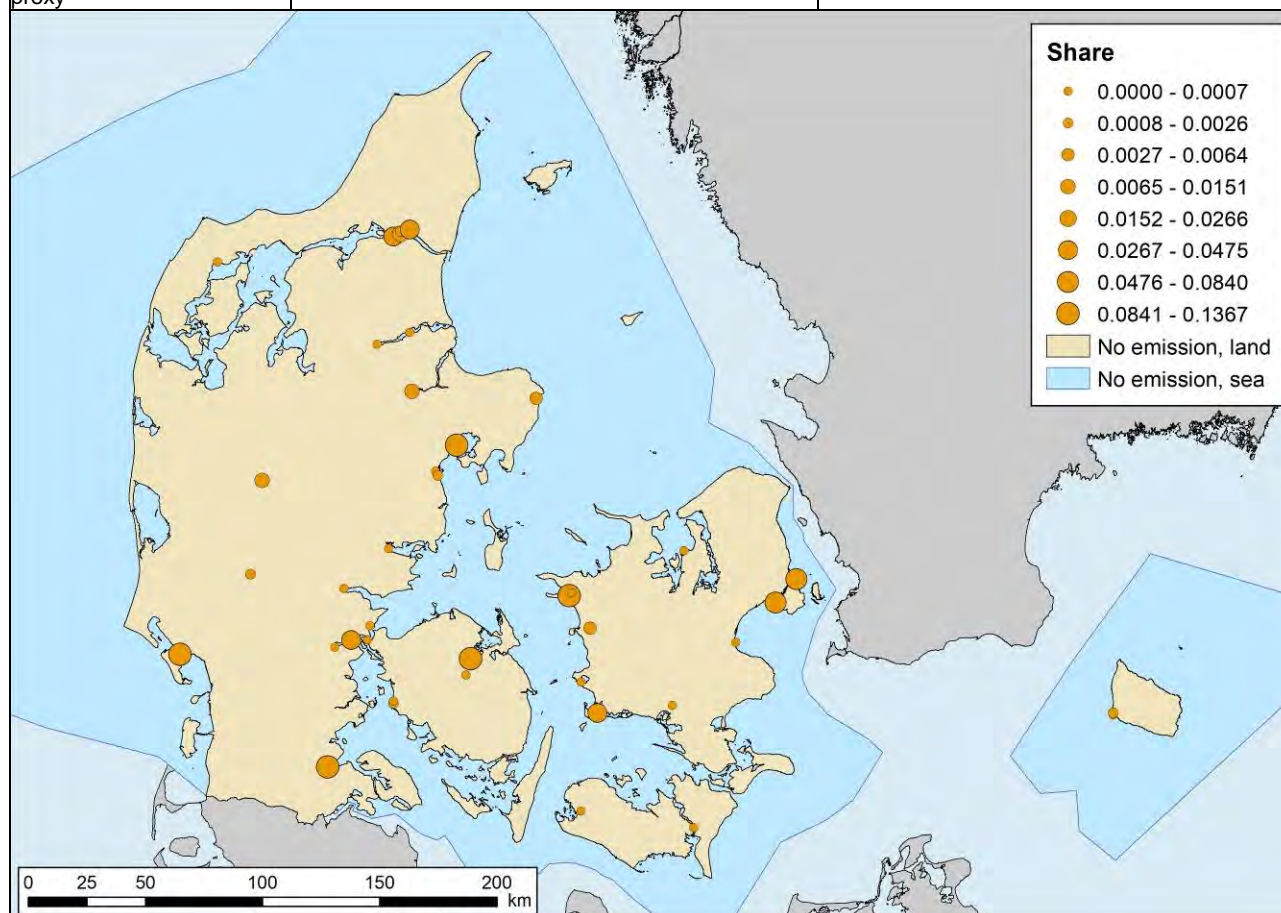 proxy
Share
0.0000 - 0.0007
0.0008 - 0.0026
0.0027 - 0.0064
0.0065 - 0.0151
0.0152 - 0.0266
0.0267 - 0.0475
0.0476 - 0.0840
0.0841 - 0.1367
No emission, land
No emission, sea
0 25 50 100 150 200
km